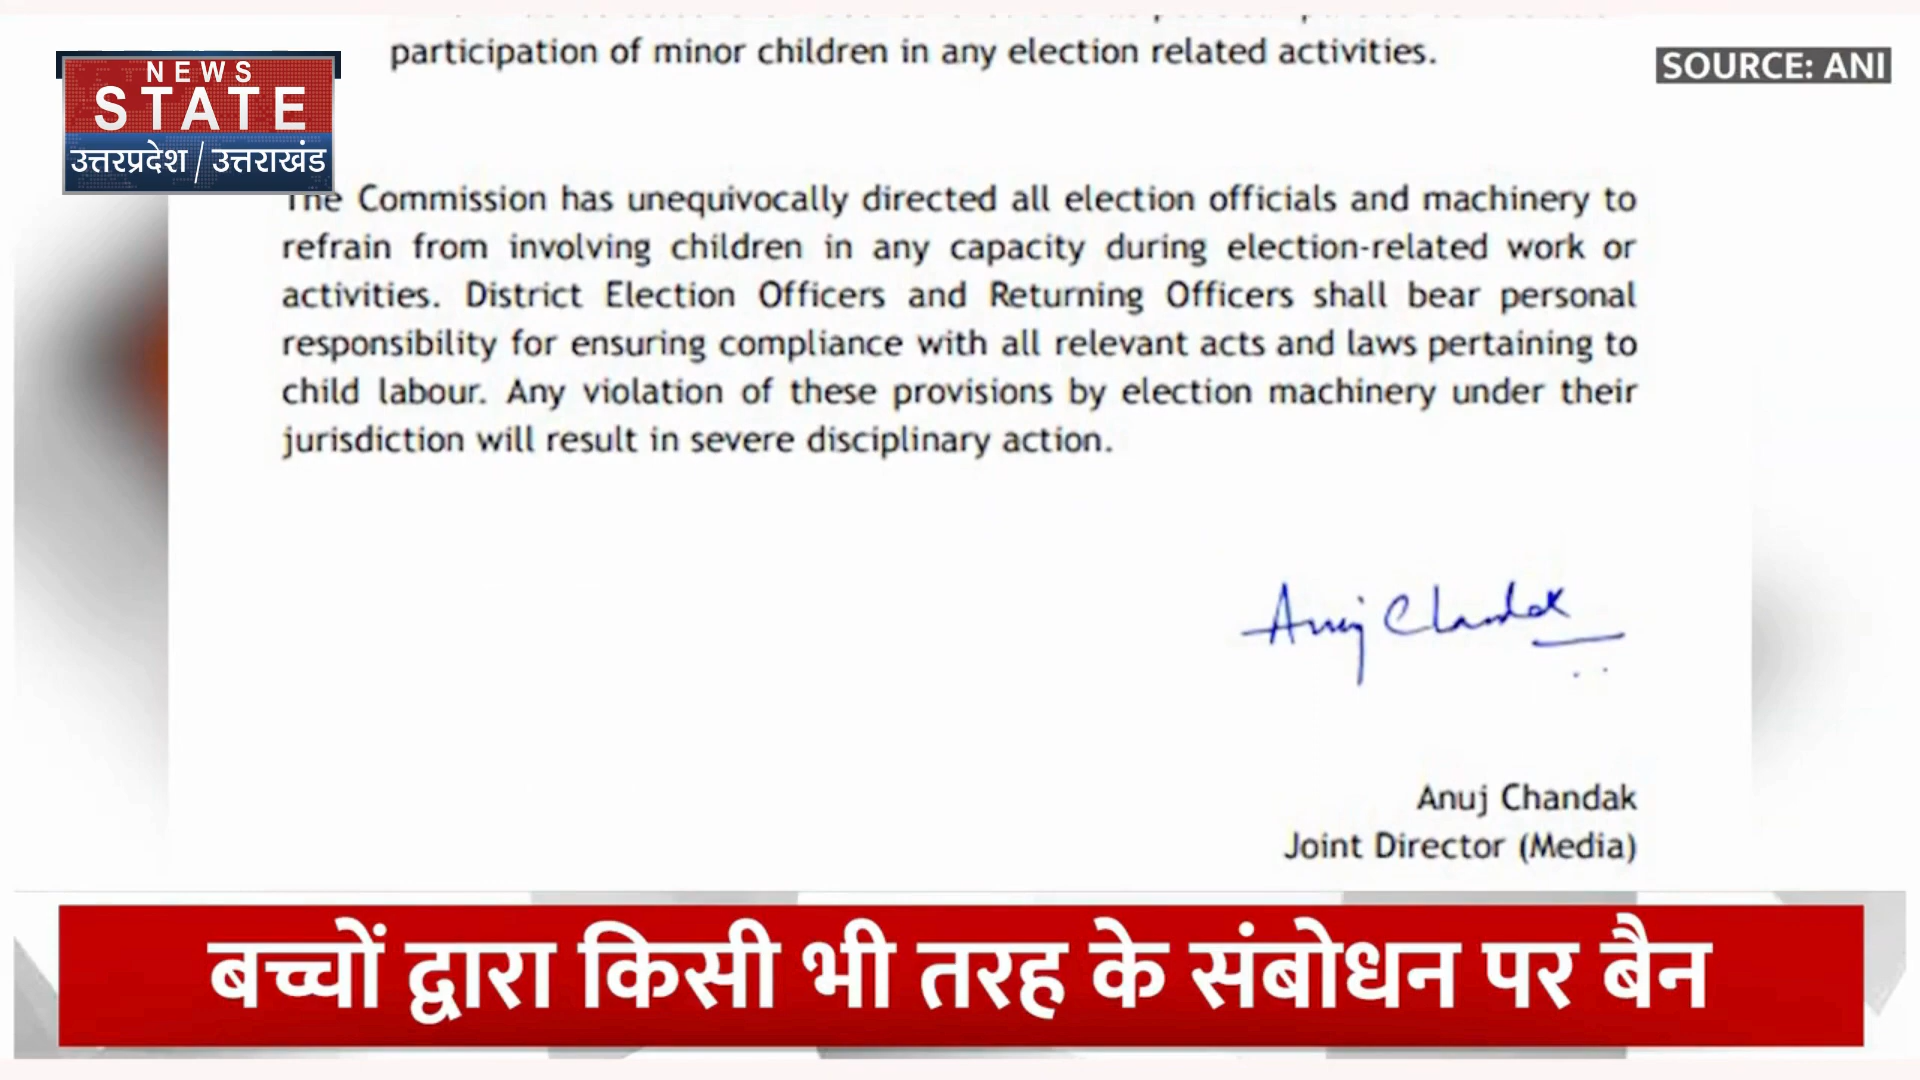 participation of minor children in any election related activities.
SOURCE: ANI
NEWS
STATE
उत्तरप्रदेश / उत्तराखंड
The Commission has unequivocally directed all election officials and machinery to
refrain from involving children in any capacity during election-related work or
activities. District Election Officers and Returning Officers shall bear personal
responsibility for ensuring compliance with all relevant acts and laws pertaining to
child labour. Any violation of these provisions by election machinery under their
jurisdiction will result in severe disciplinary action.
Anuj Chandak
Anuj Chandak
Joint Director (Media)
बच्चों द्वारा किसी भी तरह के संबोधन पर बैन